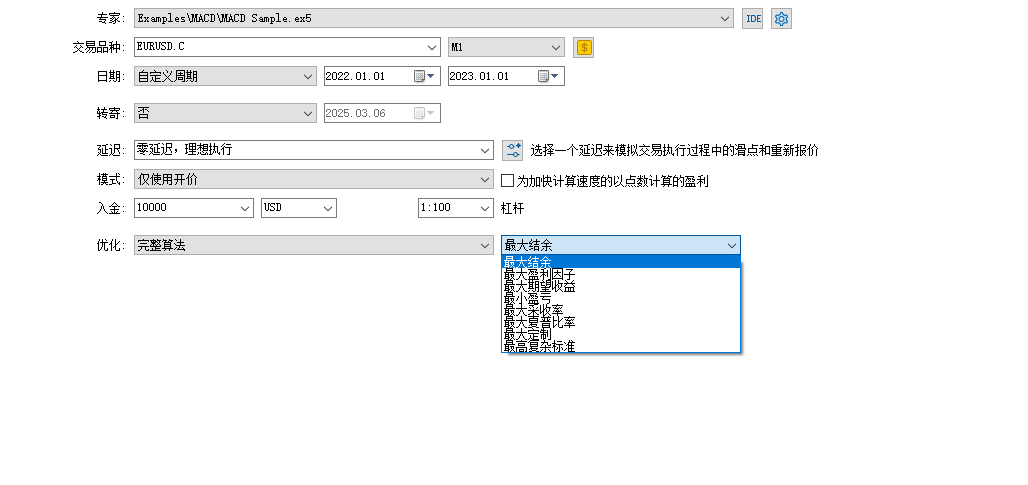 专家: Examples\MACD\MACD Sample.ex5 IDE
交易品种: EURUSD.C M1 $
日期: 自定义周期 2022.01.01 2023.01.01
转寄: 否 2025.03.06
延迟: 零延迟，理想执行 选择一个延迟来模拟交易执行过程中的滑点和重新报价
模式: 仅使用开价 为加快计算速度的以点数计算的盈利
入金: 10000 USD 1:100 杠杆
优化: 完整算法 最大结余
最大结余
最大盈利因子
最大期望收益
最小盈亏
最大采收率
最大夏普比率
最大定制
最高复杂标准